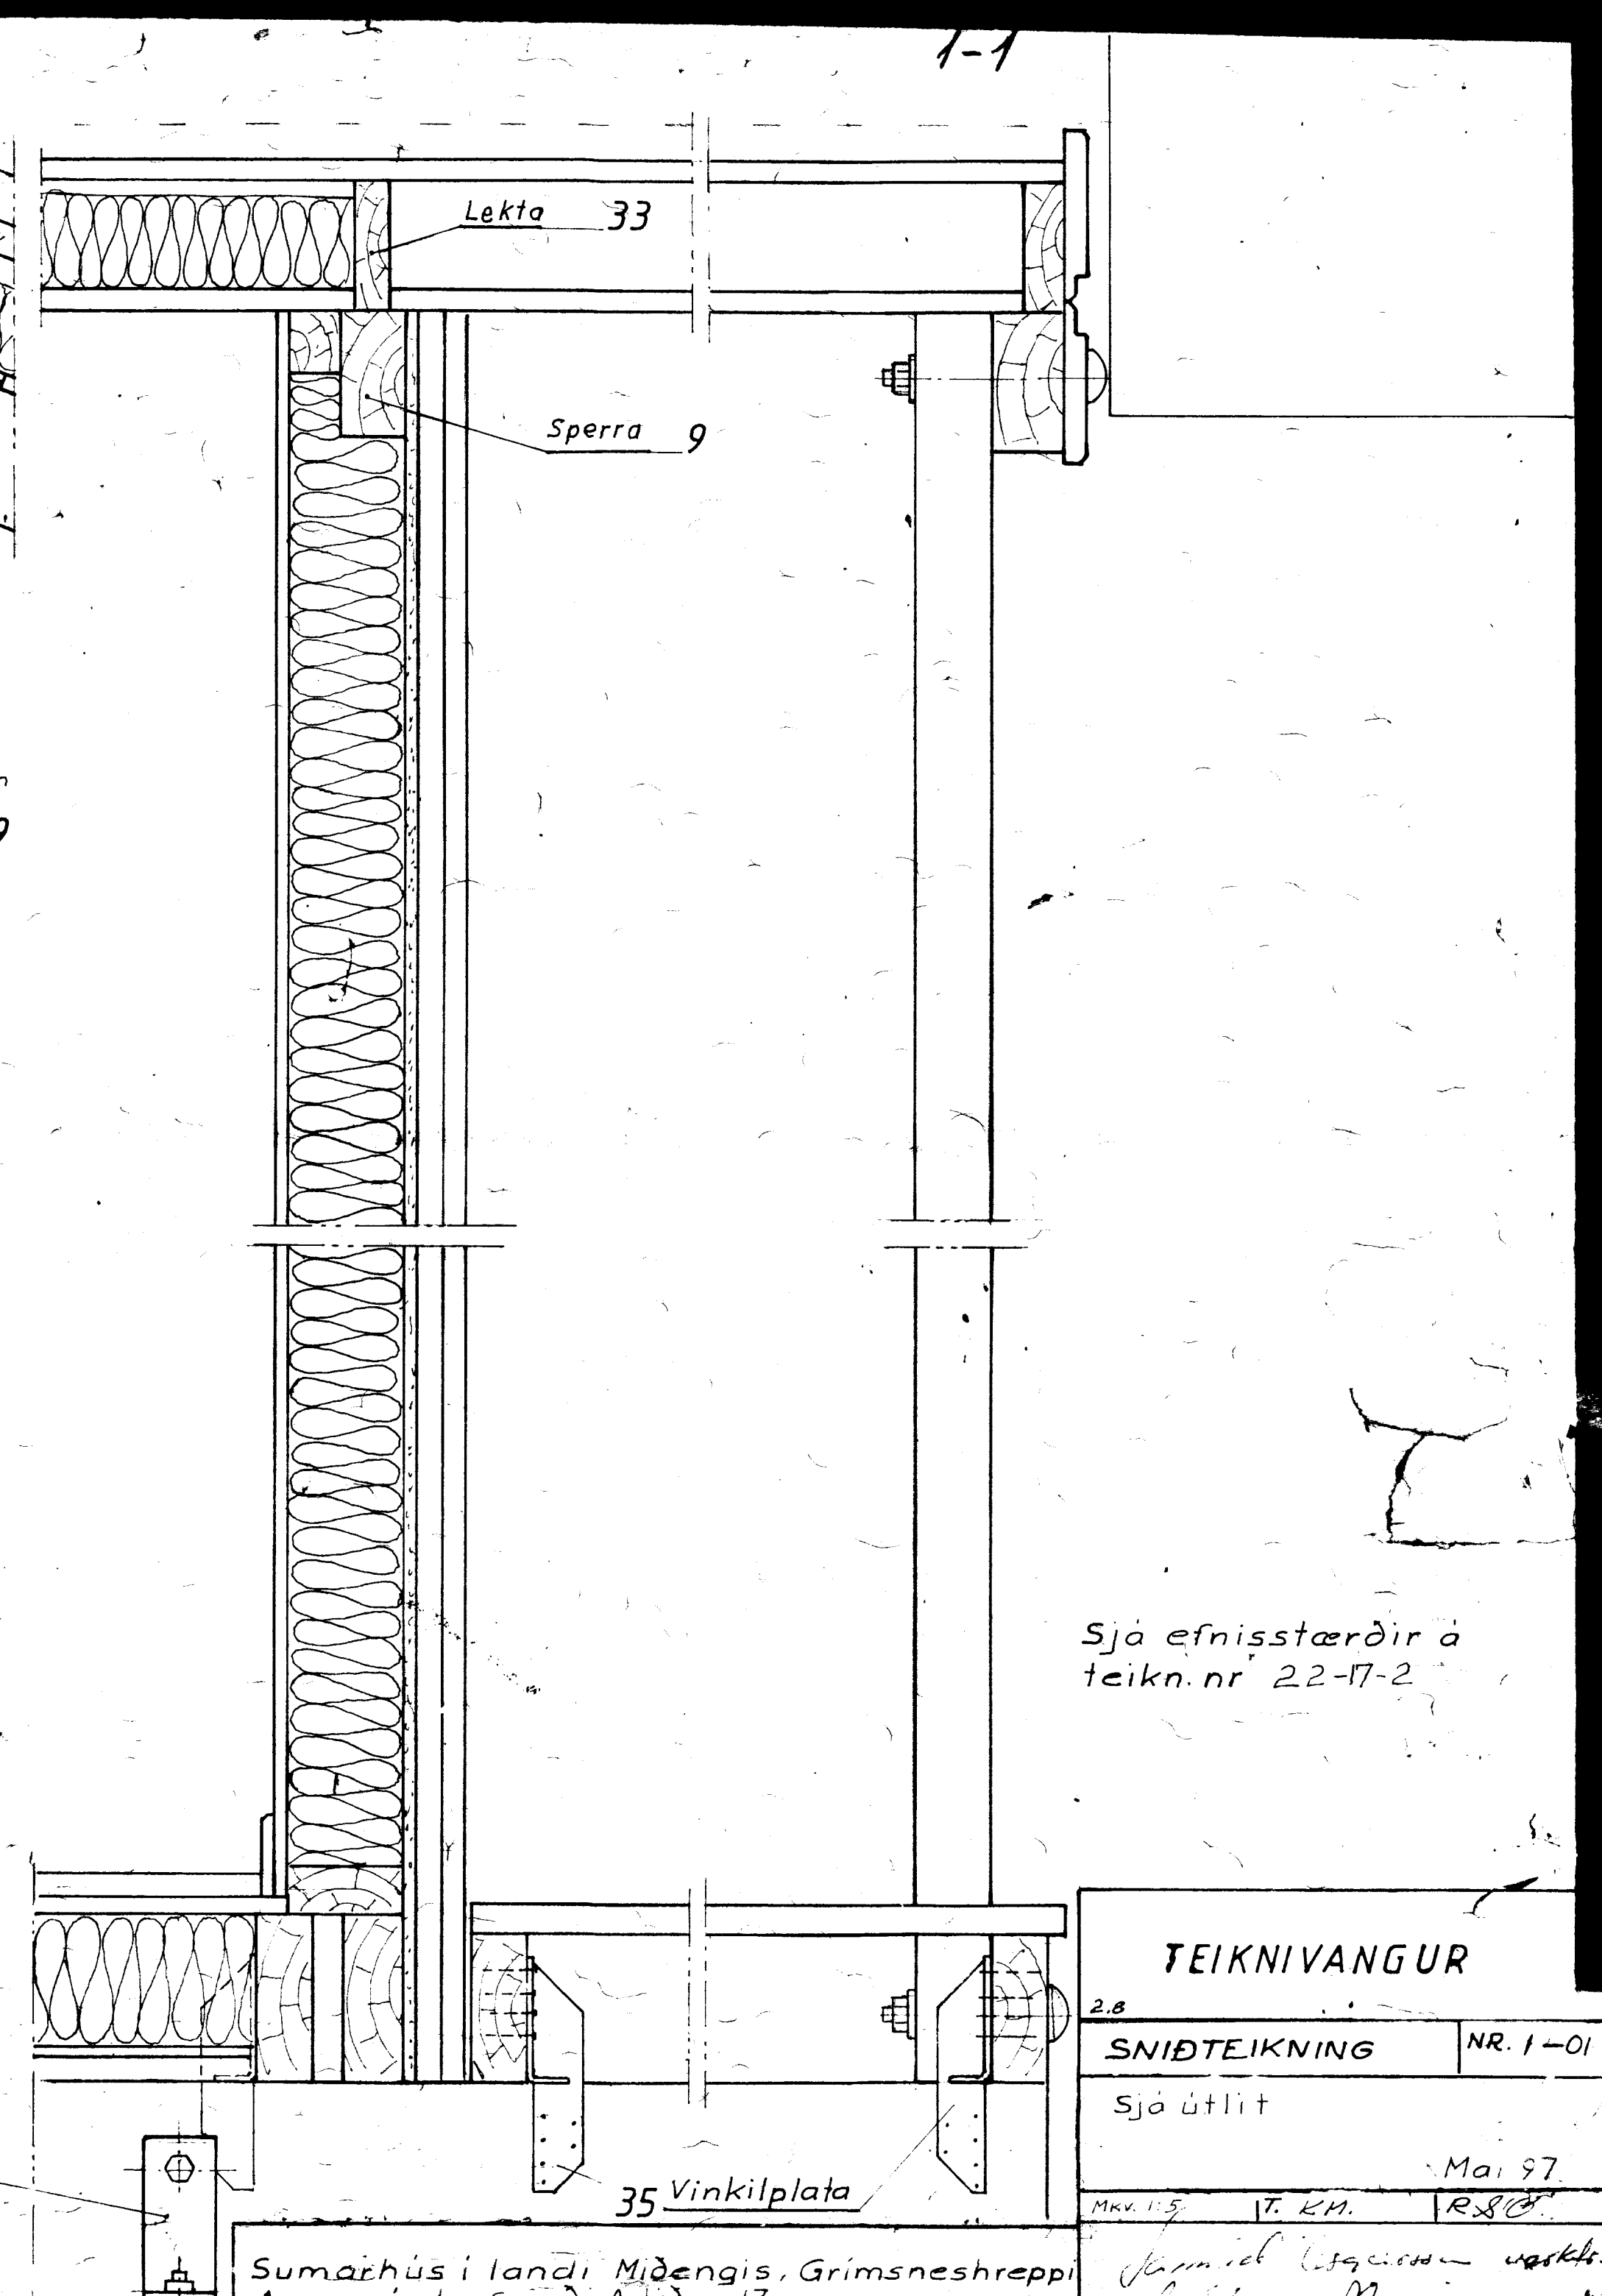 1-1
Lekta 33
Sperra 9
Sjá efnisstærðir á
teikn. nr 22-17-2
TEIKNIVANGUR
2.8
SNIÐTEIKNING
NR. 1-01
Sjá útlit
Mai 97
MKV. 1:5
T. KM.
35 Vinkilplata
Sumarhús í landi Miðengis, Grímsneshreppi